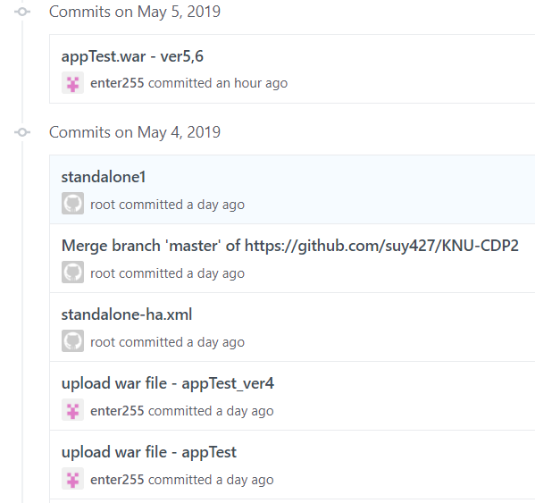 Commits on May 5, 2019
appTest.war - ver5,6
enter255 committed an hour ago
Commits on May 4, 2019
standalone1
root committed a day ago
Merge branch 'master' of https://github.com/suy427/KNU-CDP2
root committed a day ago
standalone-ha.xml
root committed a day ago
upload war file - appTest_ver4
enter255 committed a day ago
upload war file - appTest
enter255 committed a day ago